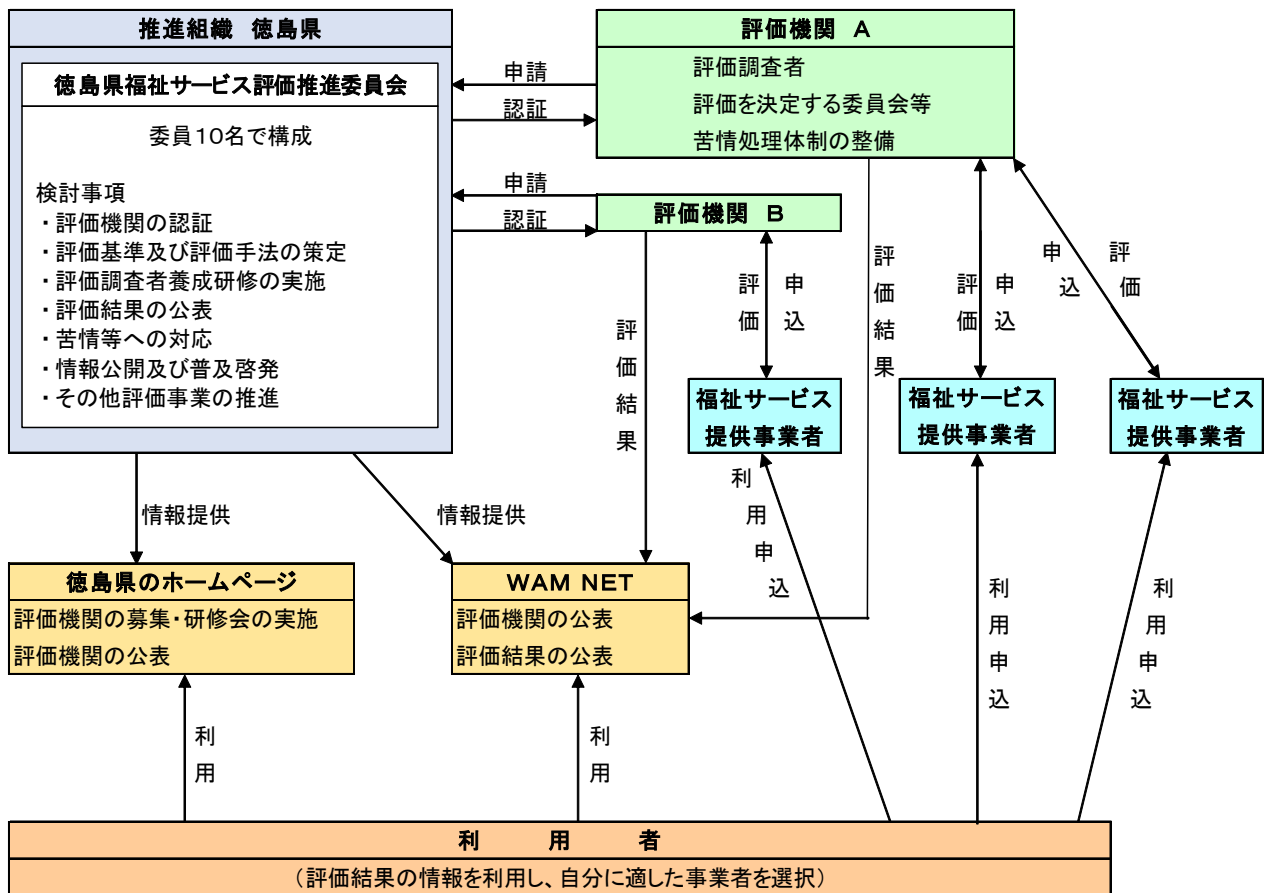 推進組織 徳島県
徳島県福祉サービス評価推進委員会
委員10名で構成
検討事項
・評価機関の認証
・評価基準及び評価手法の策定
・評価調査者養成研修の実施
・評価結果の公表
・苦情等への対応
・情報公開及び普及啓発
・その他評価事業の推進
申請
認証
申請
認証
評価機関 A
評価調査者
評価を決定する委員会等
苦情処理体制の整備
評価機関 B
評価結果
評価
申込
評価結果
評価
申込
申込
評価
福祉サービス
提供事業者
福祉サービス
提供事業者
福祉サービス
提供事業者
情報提供
情報提供
利用申込
利用申込
利用申込
徳島県のホームページ
評価機関の募集・研修会の実施
評価機関の公表
WAM NET
評価機関の公表
評価結果の公表
利用
利用
利用者
(評価結果の情報を利用し、自分に適した事業者を選択)